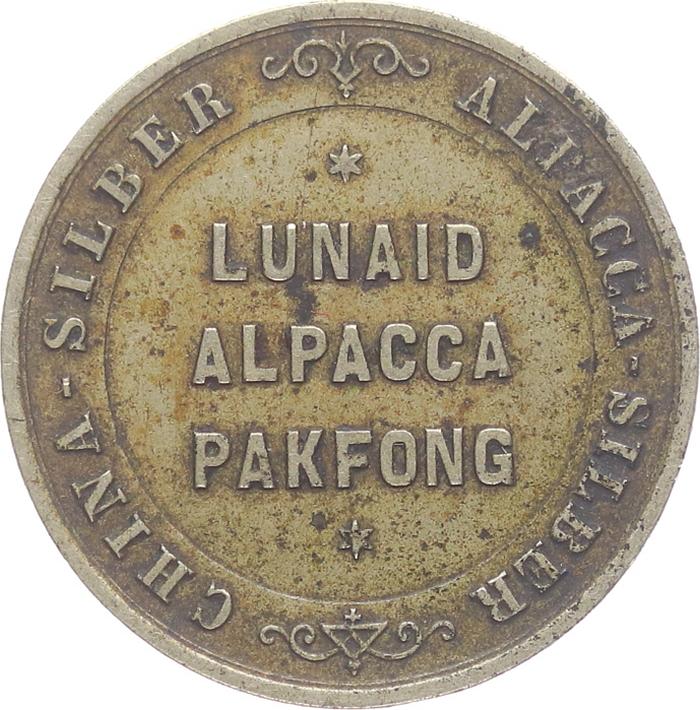 CHINA-SILBER
ALPACCA-SILBER
LUNAID
ALPACCA
PAKFONG